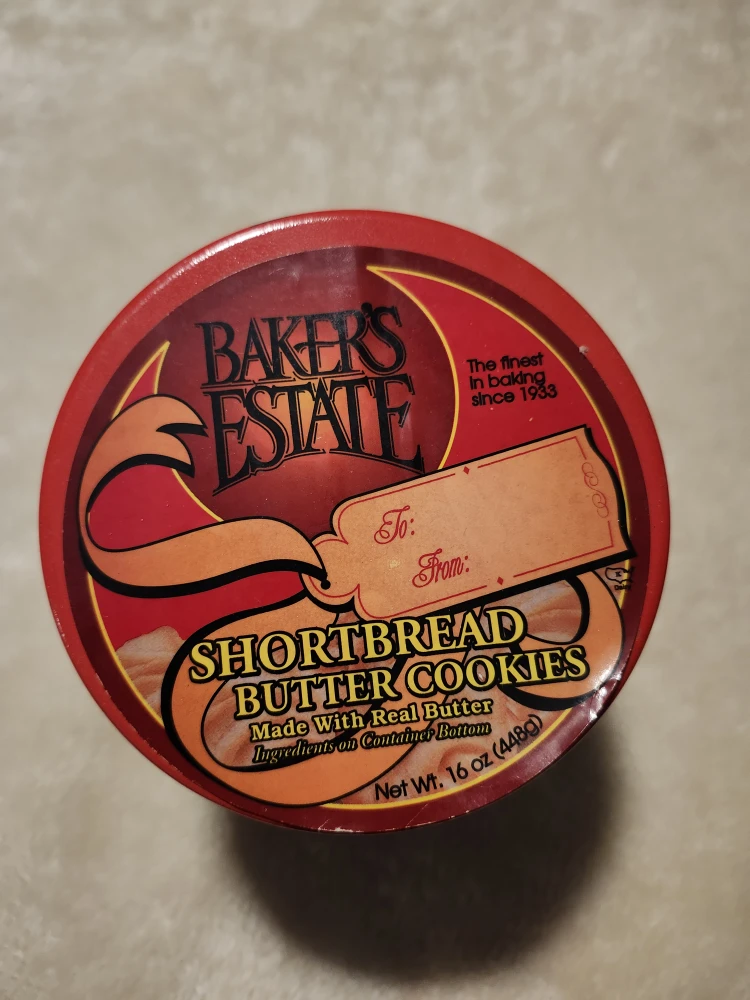 BAKER'S
ESTATE
The finest
in baking
since 1933
To:
From:
SHORTBREAD
BUTTER COOKIES
Made With Real Butter
Ingredients on Container Bottom
Net Wt. 16 oz (448g)